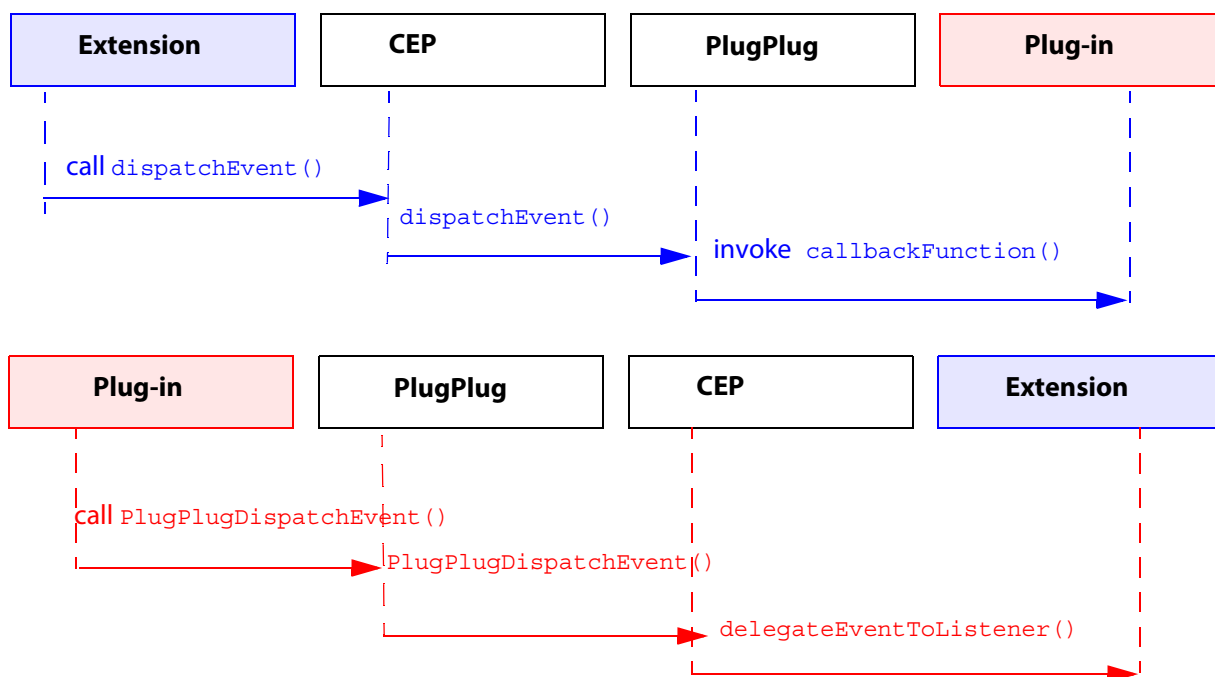 Extension CEP PlugPlug Plug-in
call dispatchEvent()
dispatchEvent()
invoke callbackFunction()
Plug-in PlugPlug CEP Extension
call PlugPlugDispatchEvent()
PlugPlugDispatchEvent()
delegateEventToListener()